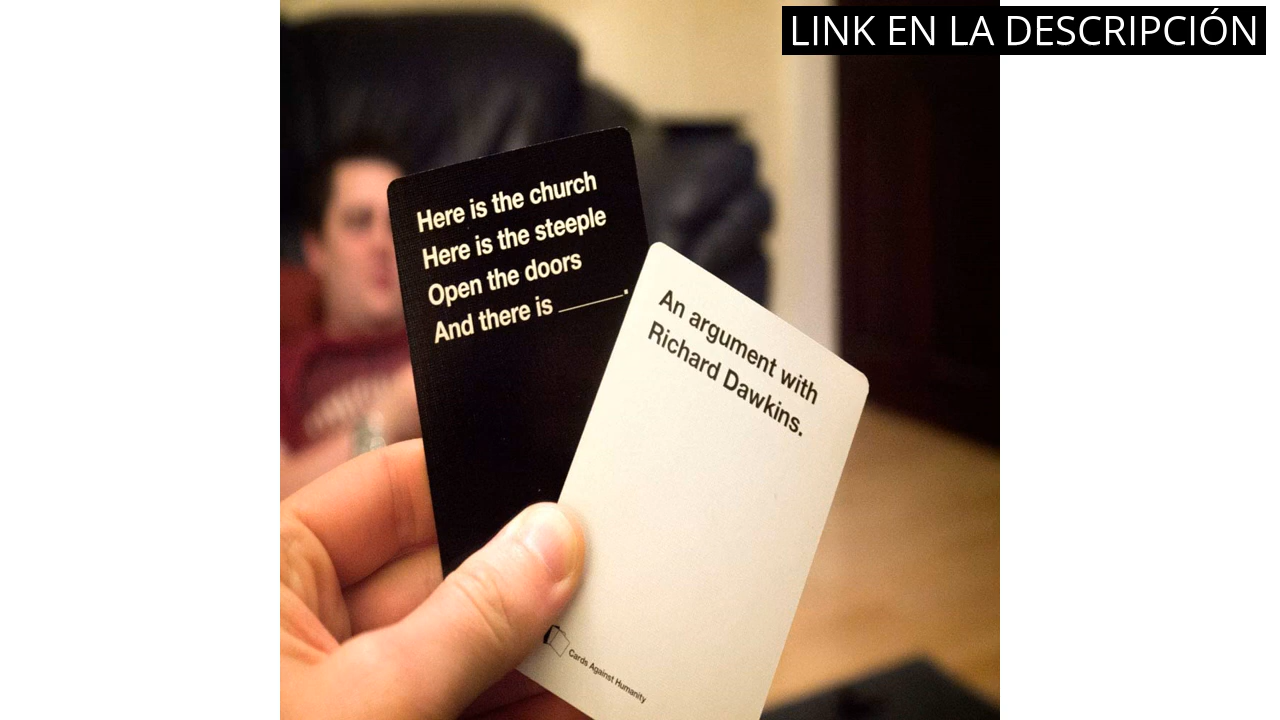 LINK EN LA DESCRIPCIÓN
Here is the church
Here is the steeple
Open the doors
And there is ______.
An argument with
Richard Dawkins.
Cards Against Humanity